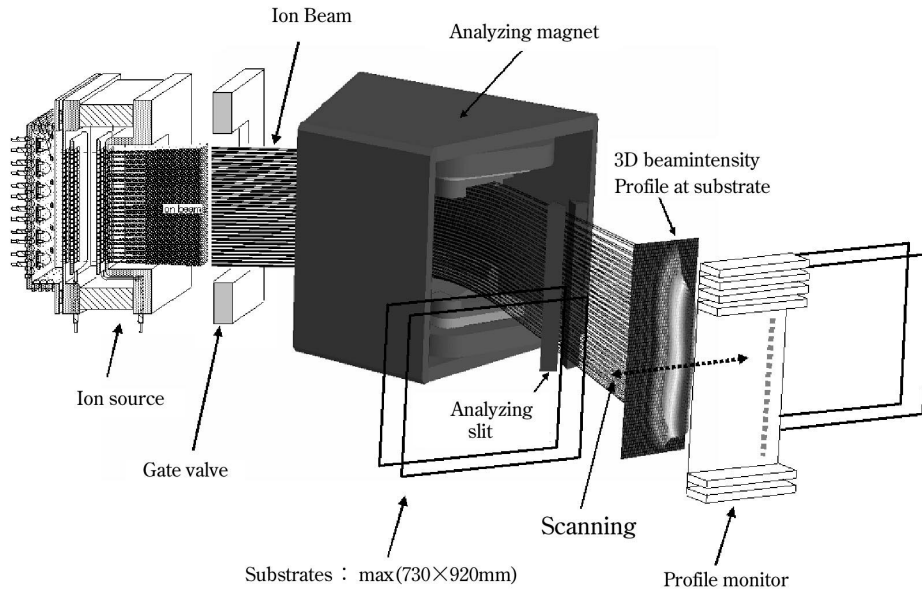 Ion Beam
Analyzing magnet
3D beamintensity
Profile at substrate
ion beam
Ion source
Gate valve
Analyzing
slit
Scanning
Substrates : max(730×920mm)
Profile monitor